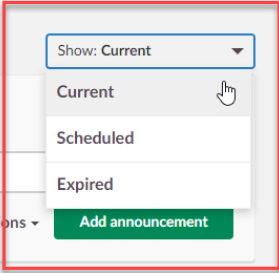 Show: Current
Current
Scheduled
Expired
ons
Add announcement